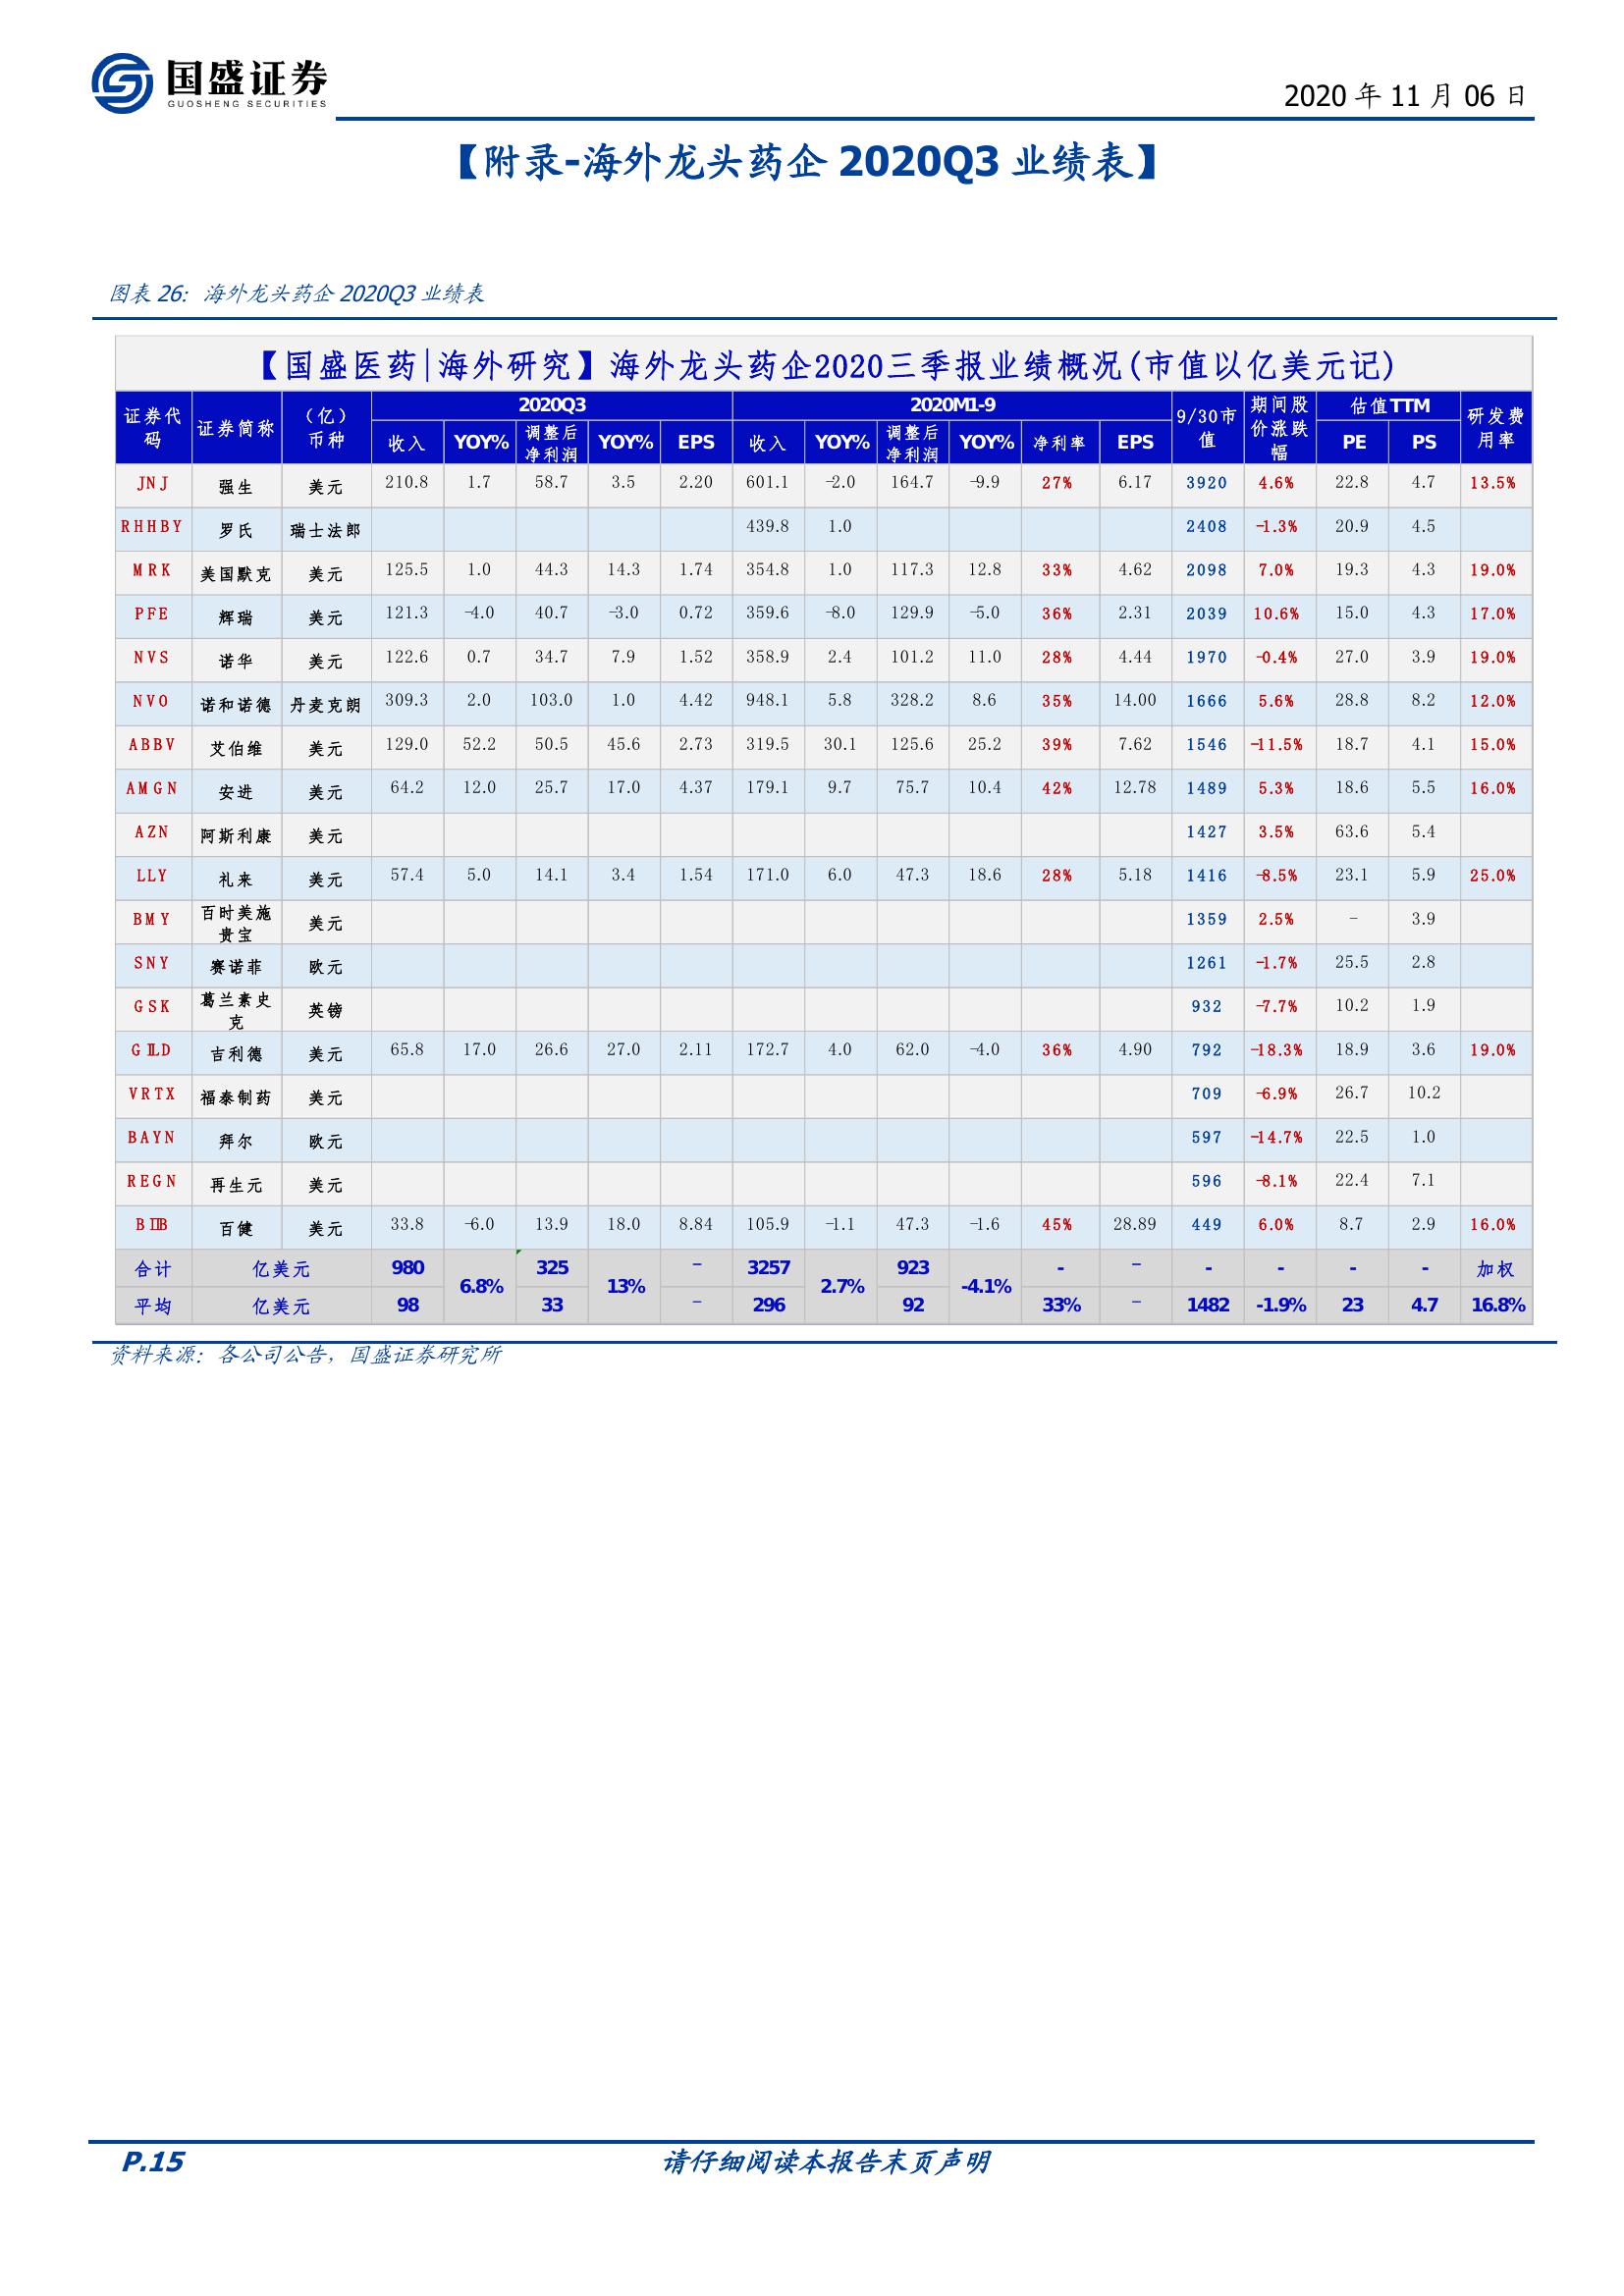 国盛证券
GUOSHENG SECURITIES
2020 年 11 月 06 日
【附录-海外龙头药企 2020Q3 业绩表】
图表 26：海外龙头药企 2020Q3 业绩表
【国盛医药|海外研究】海外龙头药企2020三季报业绩概况(市值以亿美元记)
证券代码 证券简称 （亿）币种 2020Q3 2020M1-9 9/30市值 期间股价涨跌幅 估值TTM 研发费用率
收入 YOY% 调整后净利润 YOY% EPS 收入 YOY% 调整后净利润 YOY% 净利率 EPS PE PS
JNJ 强生 美元 210.8 1.7 58.7 3.5 2.20 601.1 -2.0 164.7 -9.9 27% 6.17 3920 4.6% 22.8 4.7 13.5%
RHHBY 罗氏 瑞士法郎 439.8 1.0 2408 -1.3% 20.9 4.5
MRK 美国默克 美元 125.5 1.0 44.3 14.3 1.74 354.8 1.0 117.3 12.8 33% 4.62 2098 7.0% 19.3 4.3 19.0%
PFE 辉瑞 美元 121.3 -4.0 40.7 -3.0 0.72 359.6 -8.0 129.9 -5.0 36% 2.31 2039 10.6% 15.0 4.3 17.0%
NVS 诺华 美元 122.6 0.7 34.7 7.9 1.52 358.9 2.4 101.2 11.0 28% 4.44 1970 -0.4% 27.0 3.9 19.0%
NVO 诺和诺德 丹麦克朗 309.3 2.0 103.0 1.0 4.42 948.1 5.8 328.2 8.6 35% 14.00 1666 5.6% 28.8 8.2 12.0%
ABBV 艾伯维 美元 129.0 52.2 50.5 45.6 2.73 319.5 30.1 125.6 25.2 39% 7.62 1546 -11.5% 18.7 4.1 15.0%
AMGN 安进 美元 64.2 12.0 25.7 17.0 4.37 179.1 9.7 75.7 10.4 42% 12.78 1489 5.3% 18.6 5.5 16.0%
AZN 阿斯利康 美元 1427 3.5% 63.6 5.4
LLY 礼来 美元 57.4 5.0 14.1 3.4 1.54 171.0 6.0 47.3 18.6 28% 5.18 1416 -8.5% 23.1 5.9 25.0%
BMY 百时美施贵宝 美元 1359 2.5% - 3.9
SNY 赛诺菲 欧元 1261 -1.7% 25.5 2.8
GSK 葛兰素史克 英镑 932 -7.7% 10.2 1.9
GILD 吉利德 美元 65.8 17.0 26.6 27.0 2.11 172.7 4.0 62.0 -4.0 36% 4.90 792 -18.3% 18.9 3.6 19.0%
VRTX 福泰制药 美元 709 -6.9% 26.7 10.2
BAYN 拜尔 欧元 597 -14.7% 22.5 1.0
REGN 再生元 美元 596 -8.1% 22.4 7.1
BIIB 百健 美元 33.8 -6.0 13.9 18.0 8.84 105.9 -1.1 47.3 -1.6 45% 28.89 449 6.0% 8.7 2.9 16.0%
合计 亿美元 980 6.8% 325 13% - 3257 2.7% 923 -4.1% - - - - - - 加权
平均 亿美元 98 33 - 296 92 33% - 1482 -1.9% 23 4.7 16.8%
资料来源：各公司公告，国盛证券研究所
P.15 请仔细阅读本报告末页声明